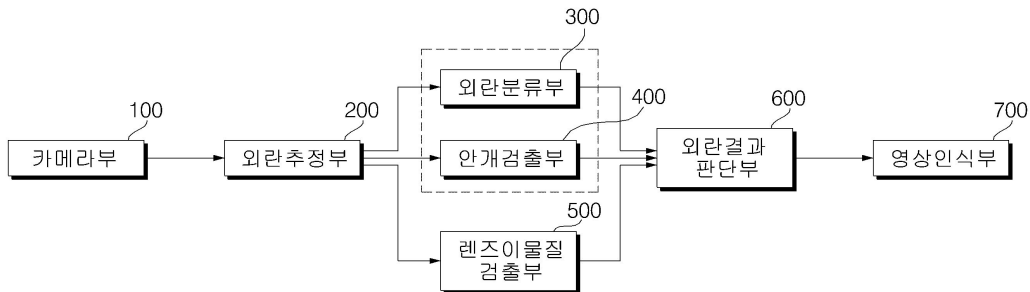 300
외란분류부
100
카메라부
200
외란추정부
400
안개검출부
600
외란결과
판단부
700
영상인식부
500
렌즈이물질
검출부